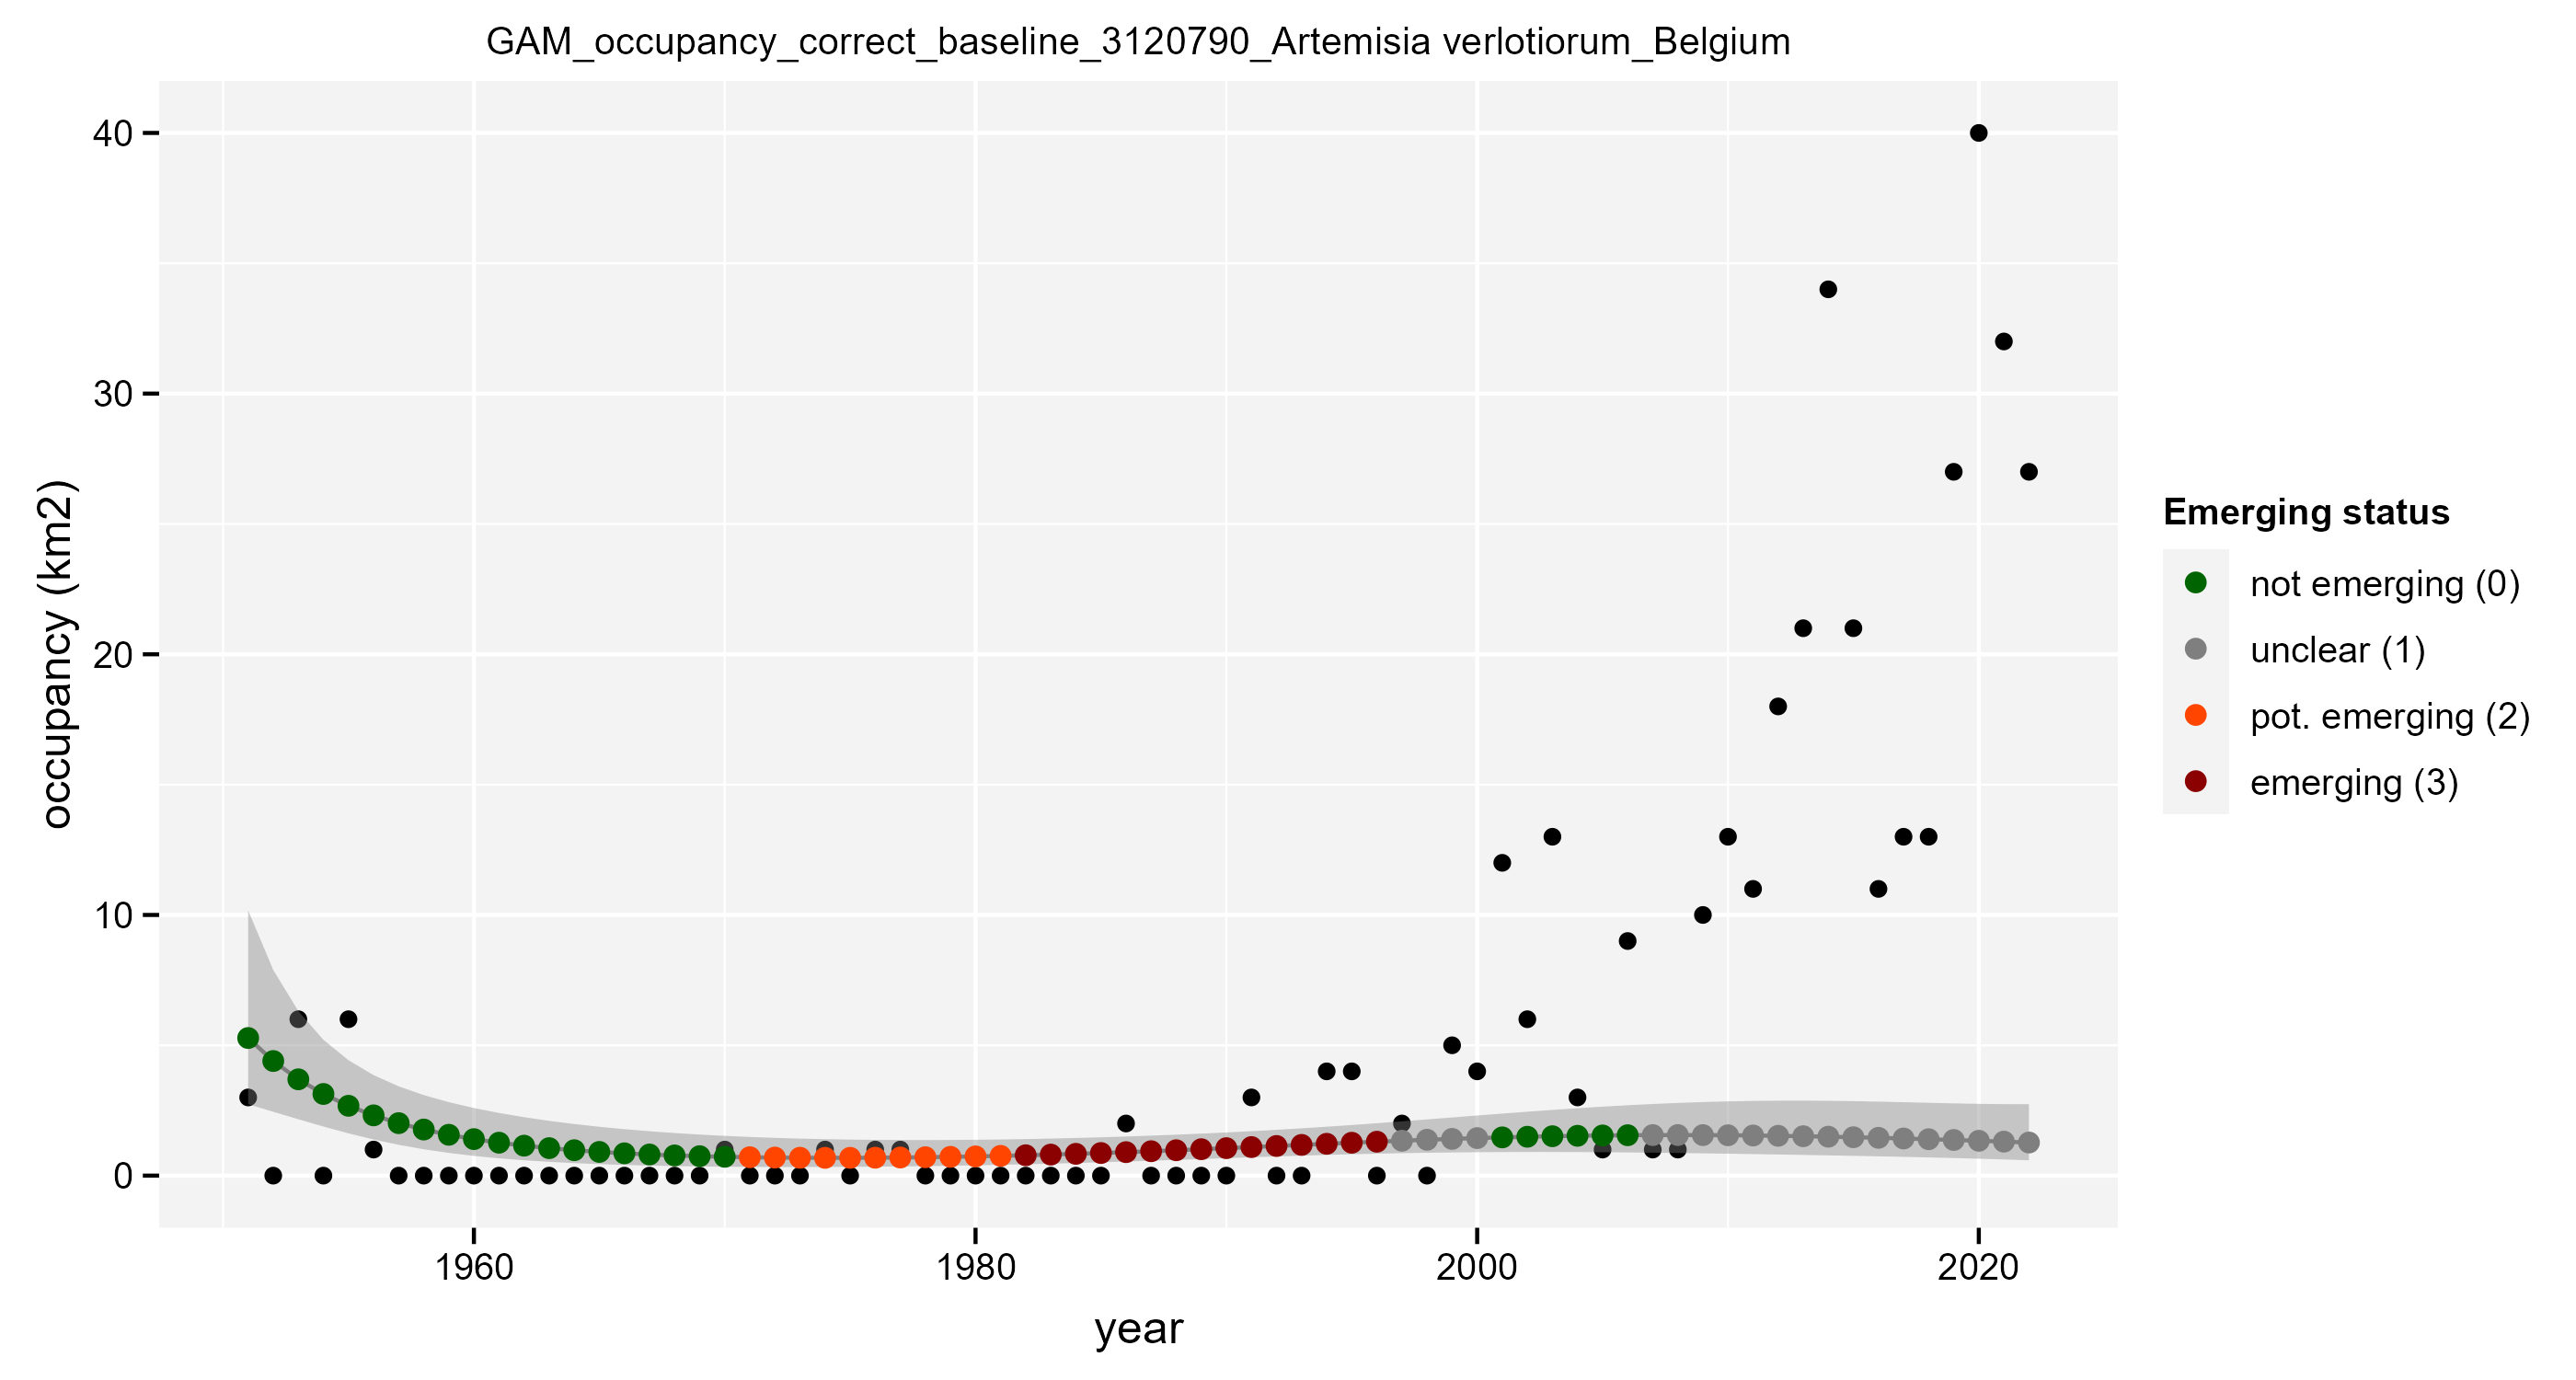 GAM_occupancy_correct_baseline_3120790_Artemisia verlotiorum_Belgium
occupancy (km2)
40
30
20
10
0
1960 1980 2000 2020
year
Emerging status
not emerging (0)
unclear (1)
pot. emerging (2)
emerging (3)